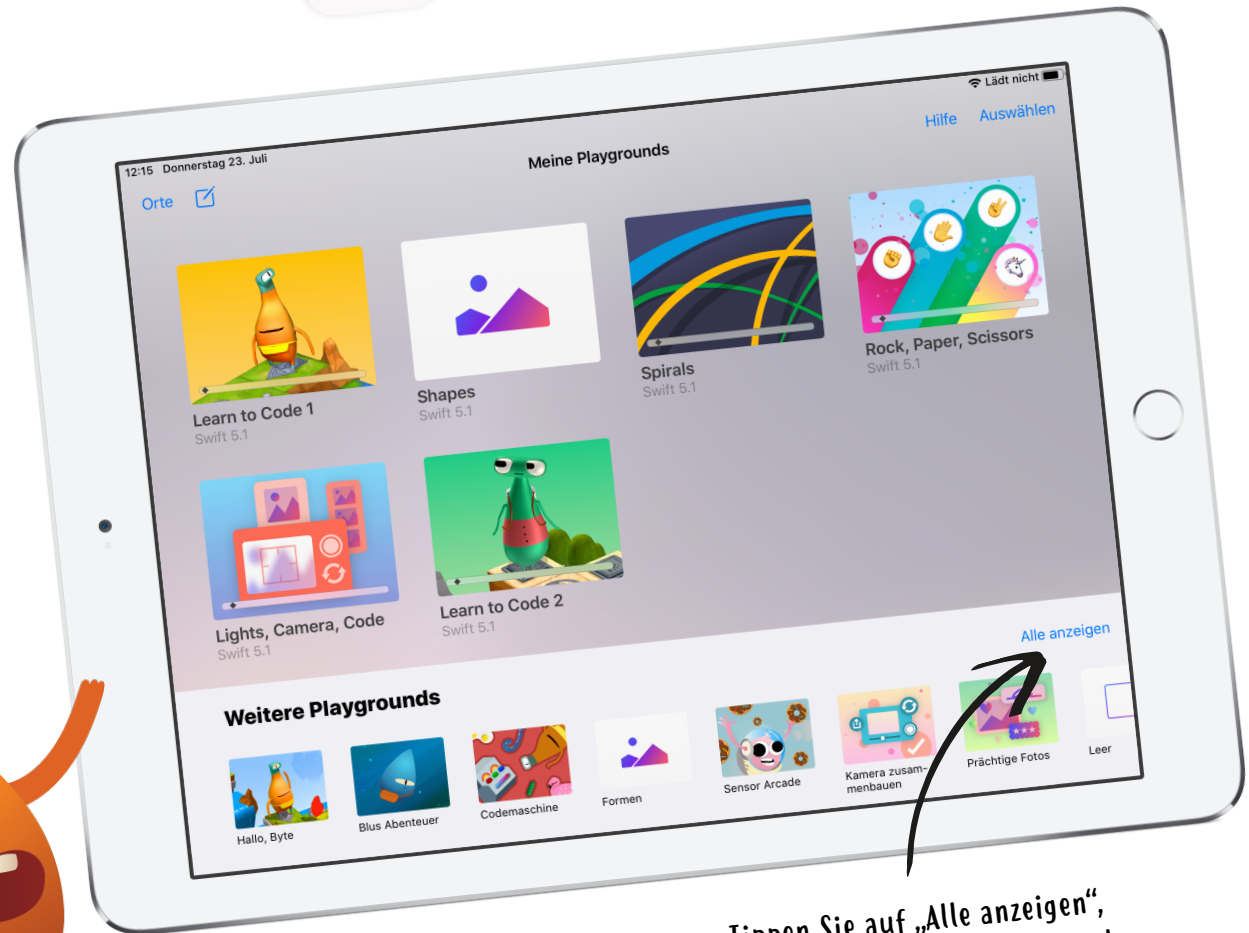 12:15 Donnerstag 23. Juli
Lädt nicht
Orte
Meine Playgrounds
Hilfe Auswählen
Learn to Code 1
Swift 5.1
Shapes
Swift 5.1
Spirals
Swift 5.1
Rock, Paper, Scissors
Swift 5.1
Lights, Camera, Code
Swift 5.1
Learn to Code 2
Swift 5.1
Weitere Playgrounds
Alle anzeigen
Hallo, Byte
Blus Abenteuer
Codemaschine
Formen
Sensor Arcade
Kamera zusam-
menbauen
Prächtige Fotos
Leer
Tippen Sie auf „Alle anzeigen“,